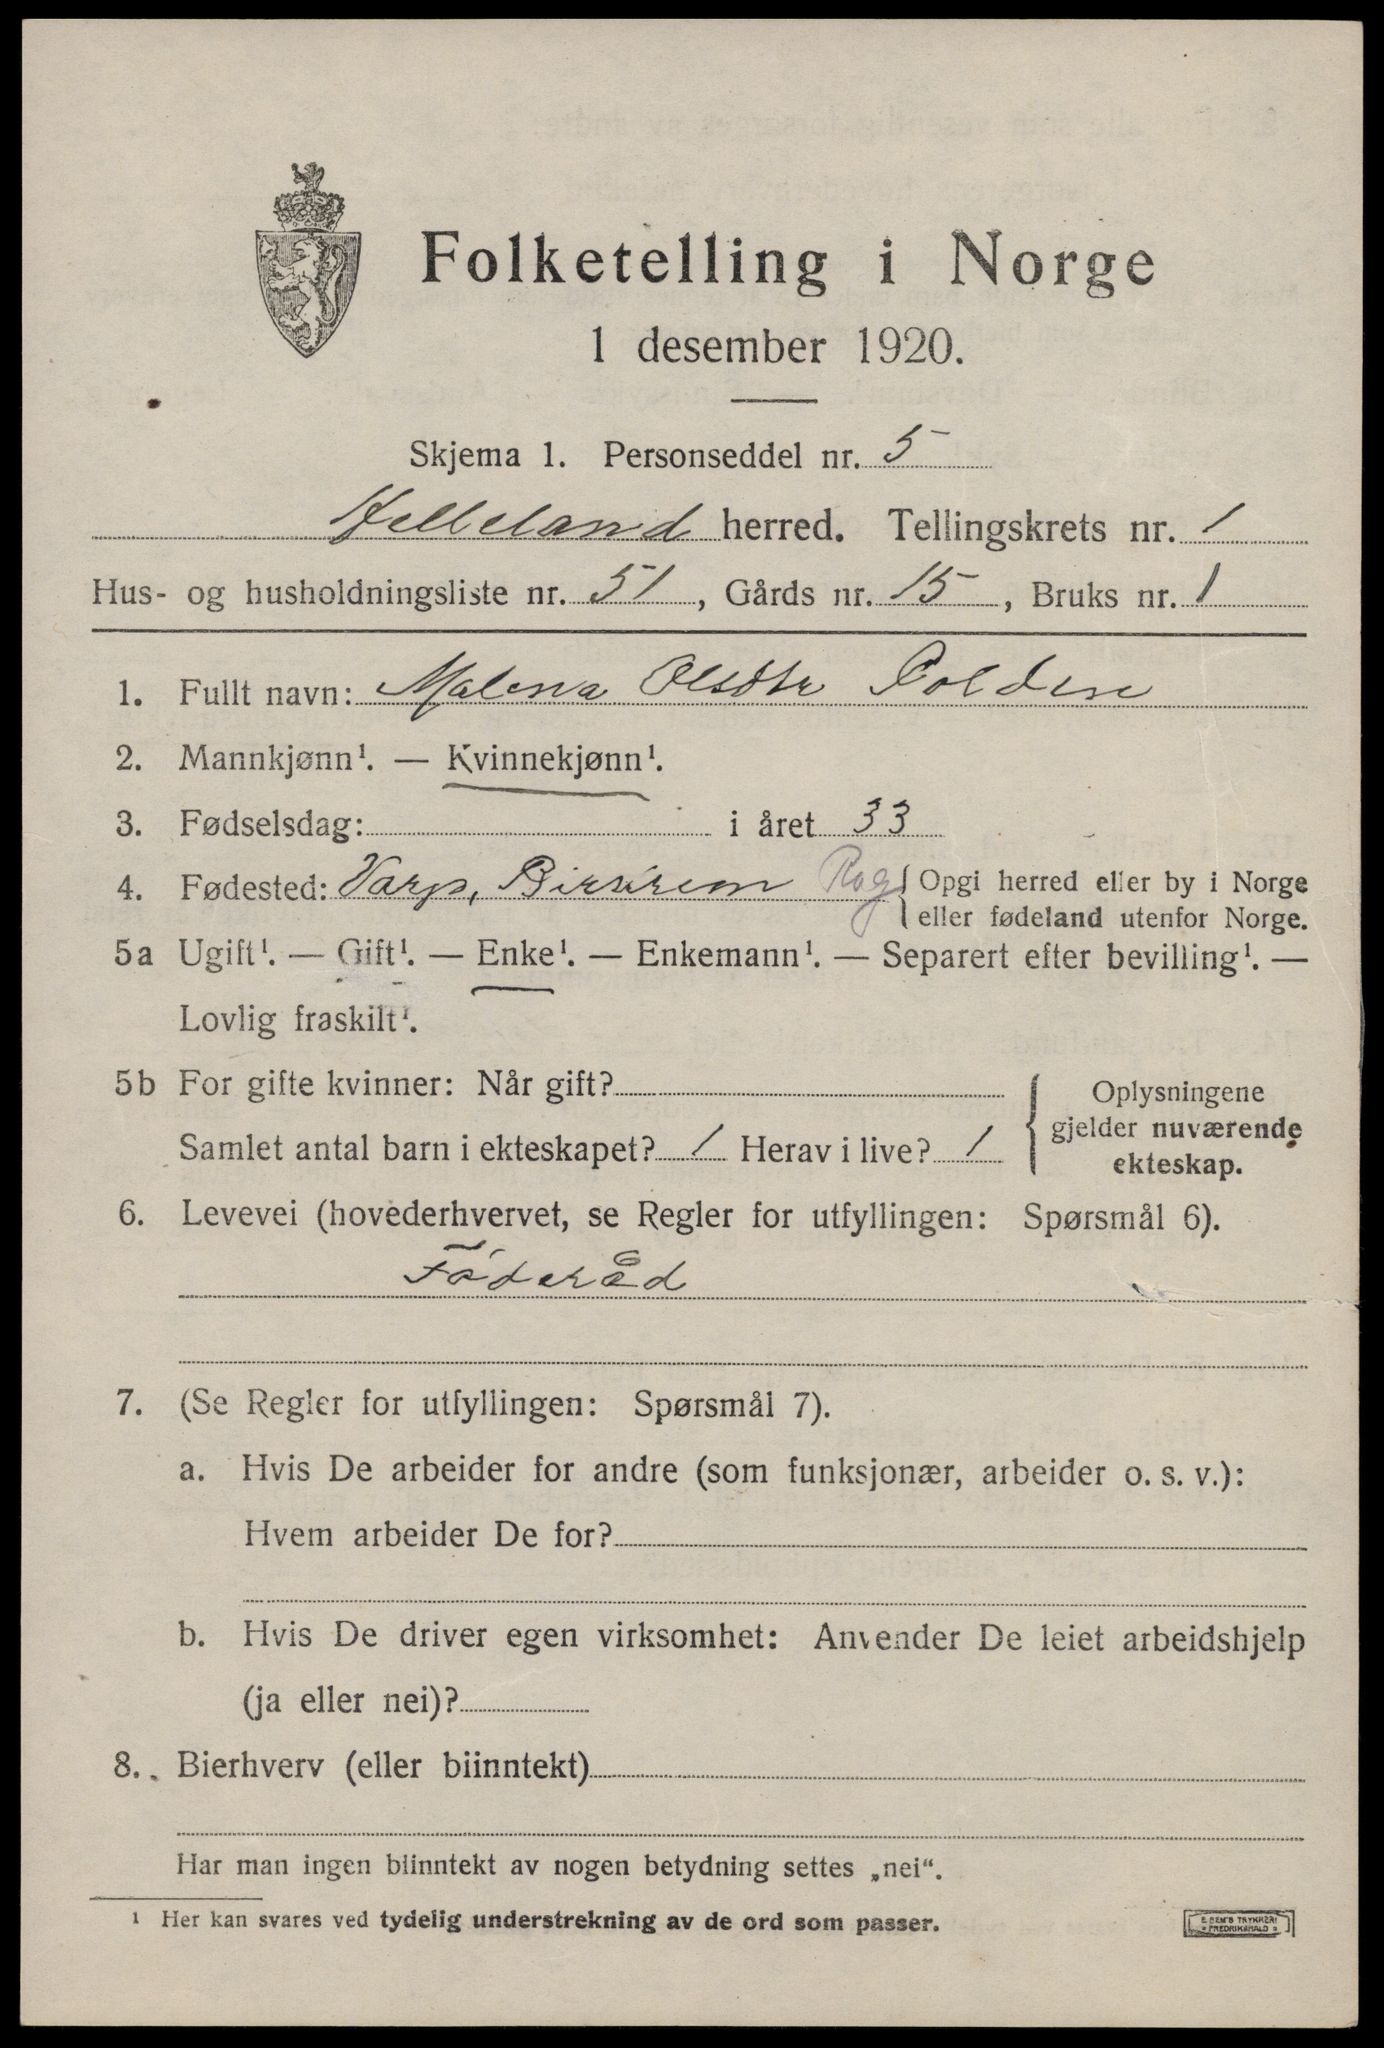 Folketelling i Norge
1 desember 1920.
Skjema 1. Personseddel nr. 5
Helleland herred. Tellingskrets nr. 1
Hus- og husholdningsliste nr. 51, Gårds nr. 15, Bruks nr. 1
1. Fullt navn: Malena Olsdtr
2. Mannkjønn¹. — Kvinnekjønn¹.
3. Fødselsdag: i året 33
4. Fødested: Birkrem Rog { Opgi herred eller by i Norge
eller fødeland utenfor Norge.
5a Ugift¹. — Gift¹. — Enke¹. — Enkemann¹. — Separert efter bevilling¹. —
Lovlig fraskilt¹.
5b For gifte kvinner: Når gift?
Samlet antal barn i ekteskapet? 1 Herav i live? 1
Oplysningene
gjelder nuværende
ekteskap.
6. Levevei (hovederhvervet, se Regler for utfyllingen: Spørsmål 6).
Føderåd
7. (Se Regler for utfyllingen: Spørsmål 7).
a. Hvis De arbeider for andre (som funksjonær, arbeider o. s. v.):
Hvem arbeider De for?
b. Hvis De driver egen virksomhet: Anvender De leiet arbeidshjelp
(ja eller nei)?
8. Bierhverv (eller biinntekt)
Har man ingen biinntekt av nogen betydning settes „nei“.
¹ Her kan svares ved tydelig understrekning av de ord som passer.
TRYKKERI
FREDRIKSHALD